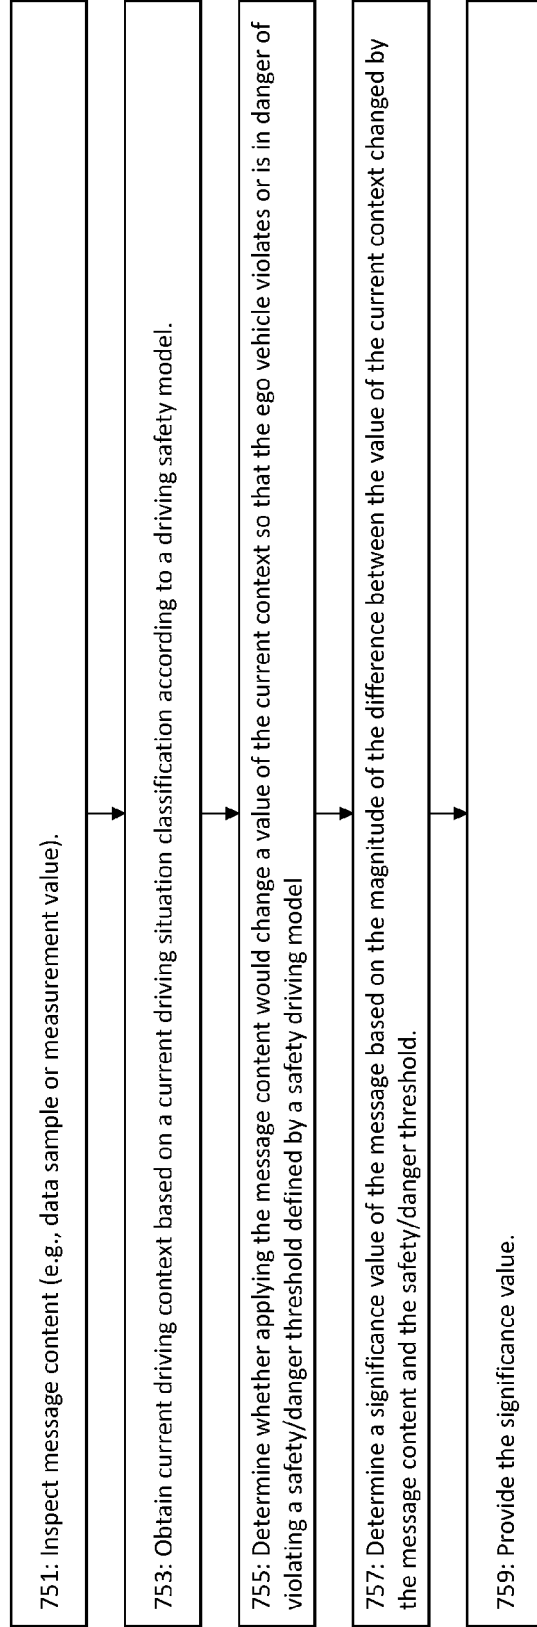 751: Inspect message content (e.g., data sample or measurement value).
753: Obtain current driving context based on a current driving situation classification according to a driving safety model.
755: Determine whether applying the message content would change a value of the current context so that the ego vehicle violates or is in danger of
violating a safety/danger threshold defined by a safety driving model
757: Determine a significance value of the message based on the magnitude of the difference between the value of the current context changed by
the message content and the safety/danger threshold.
759: Provide the significance value.